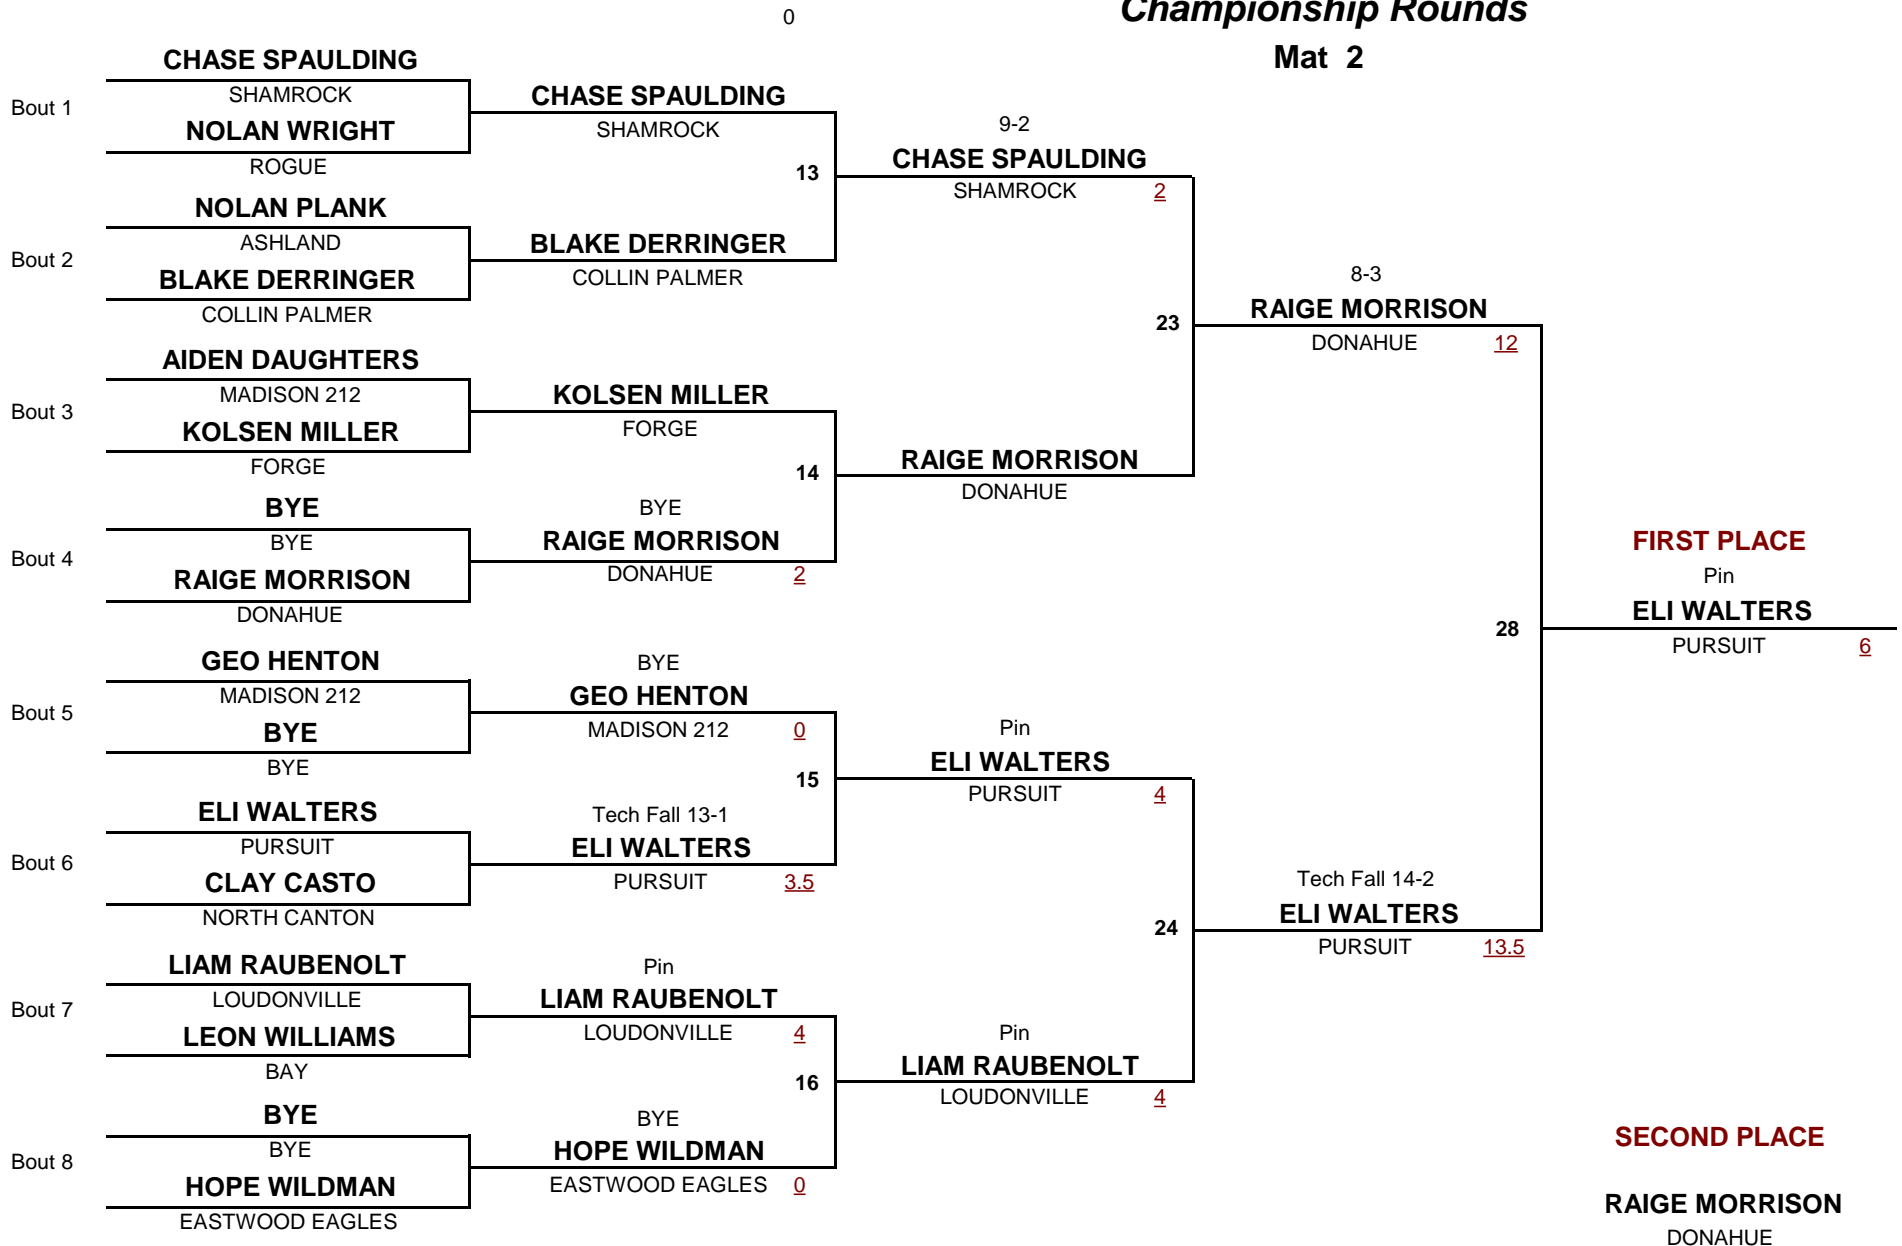 0
Championship Rounds
Mat 2
CHASE SPAULDING
Bout 1
SHAMROCK
NOLAN WRIGHT
ROGUE
NOLAN PLANK
Bout 2
ASHLAND
BLAKE DERRINGER
COLLIN PALMER
AIDEN DAUGHTERS
Bout 3
MADISON 212
KOLSEN MILLER
FORGE
BYE
Bout 4
BYE
RAIGE MORRISON
DONAHUE
GEO HENTON
Bout 5
MADISON 212
BYE
BYE
ELI WALTERS
Bout 6
PURSUIT
CLAY CASTO
NORTH CANTON
LIAM RAUBENOLT
Bout 7
LOUDONVILLE
LEON WILLIAMS
BAY
BYE
Bout 8
BYE
HOPE WILDMAN
EASTWOOD EAGLES
CHASE SPAULDING
SHAMROCK
13
BLAKE DERRINGER
COLLIN PALMER
KOLSEN MILLER
FORGE
14
BYE
RAIGE MORRISON
DONAHUE 2
BYE
GEO HENTON
MADISON 212 0
15
Tech Fall 13-1
ELI WALTERS
PURSUIT 3.5
Pin
LIAM RAUBENOLT
LOUDONVILLE 4
16
BYE
HOPE WILDMAN
EASTWOOD EAGLES 0
9-2
CHASE SPAULDING
SHAMROCK 2
23
RAIGE MORRISON
DONAHUE
Pin
ELI WALTERS
PURSUIT 4
24
Pin
LIAM RAUBENOLT
LOUDONVILLE 4
8-3
RAIGE MORRISON
DONAHUE 12
28
Tech Fall 14-2
ELI WALTERS
PURSUIT 13.5
FIRST PLACE
Pin
ELI WALTERS
PURSUIT 6
SECOND PLACE
RAIGE MORRISON
DONAHUE